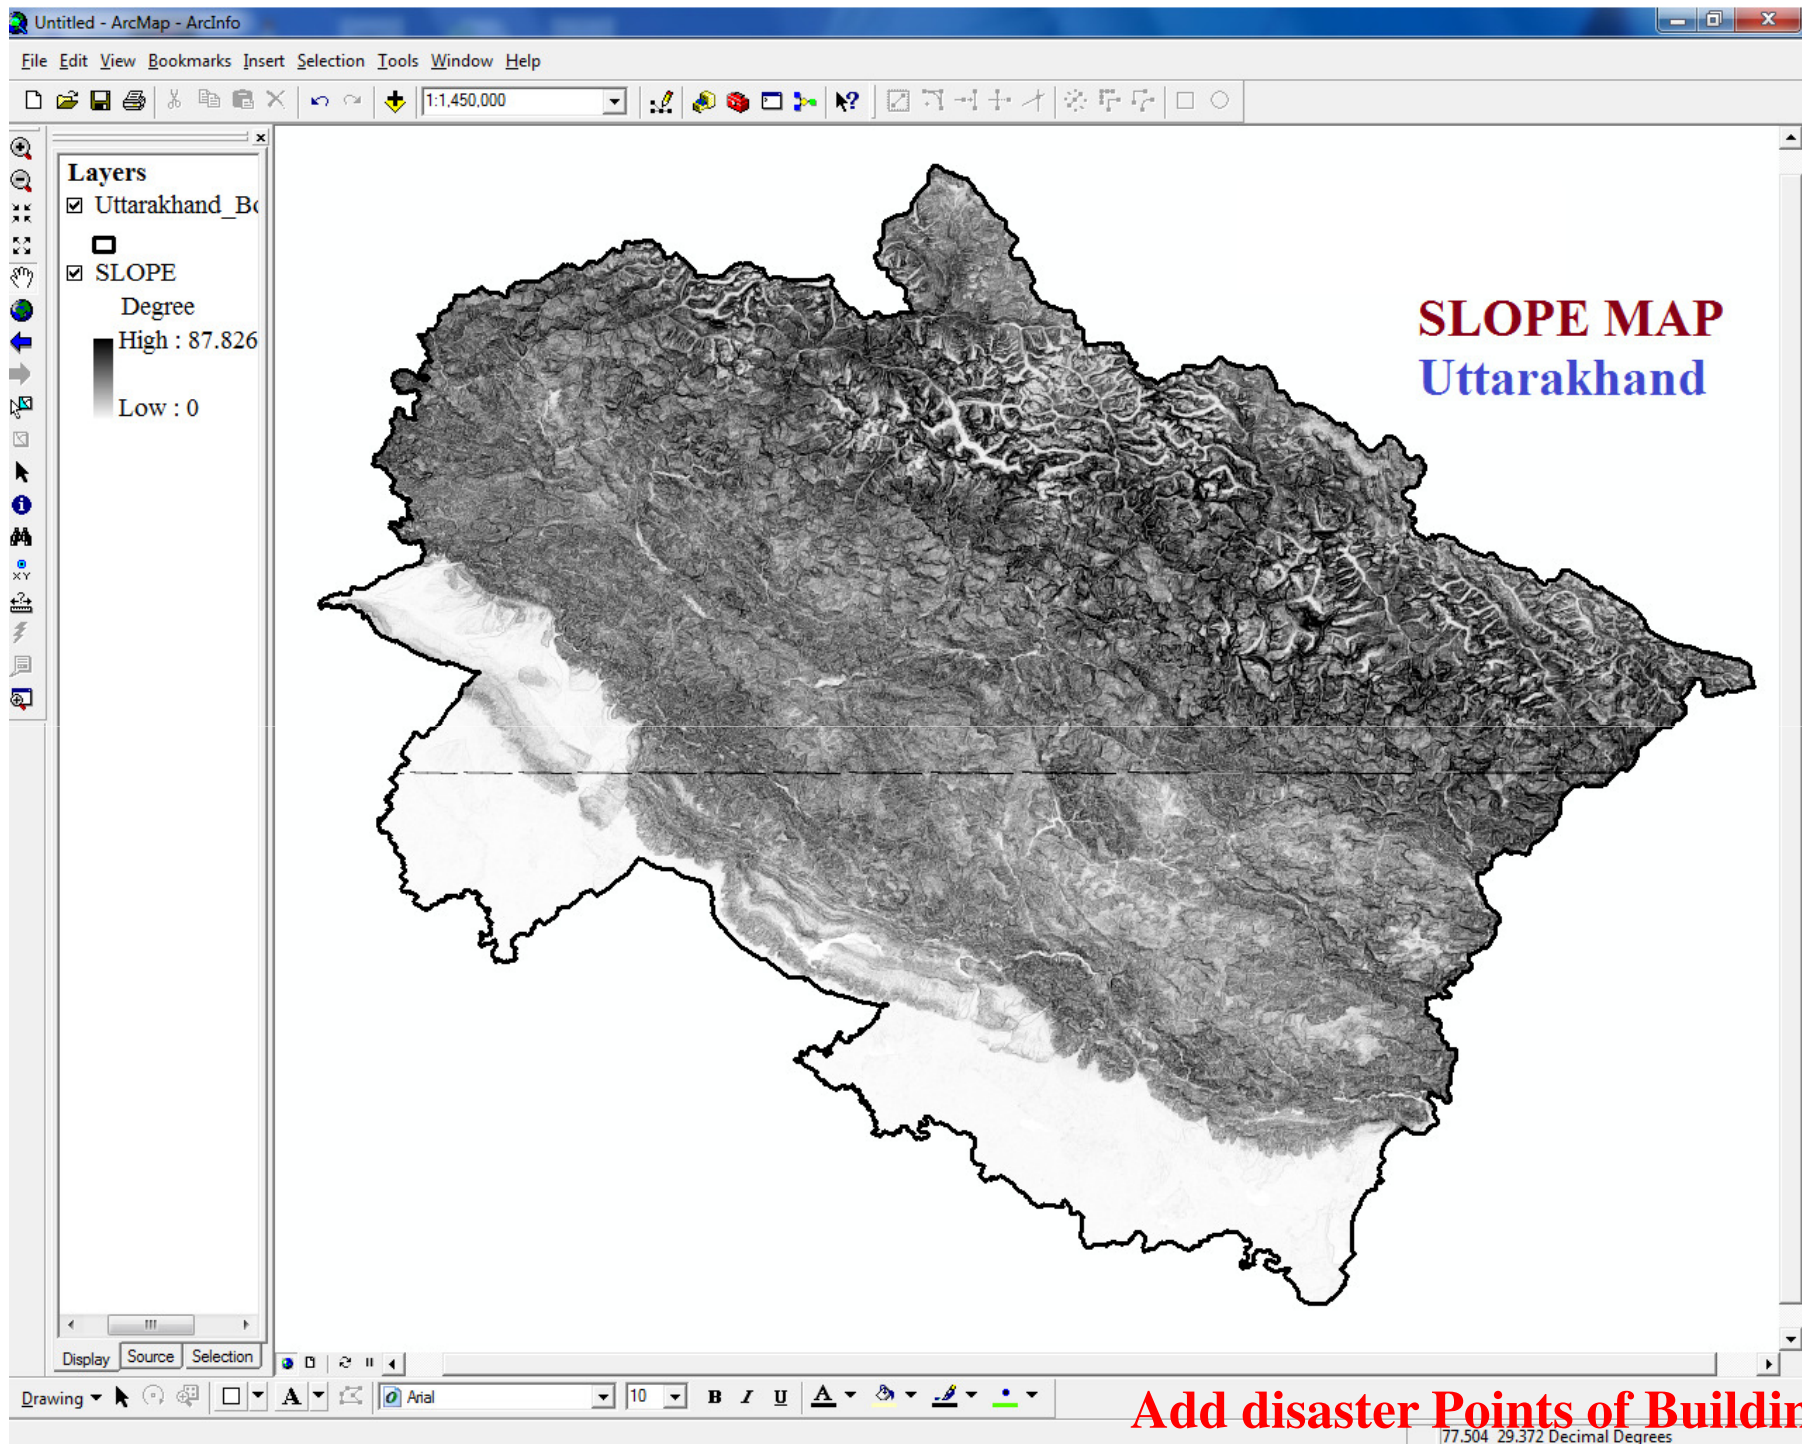 Untitled - ArcMap - ArcInfo
File Edit View Bookmarks Insert Selection Tools Window Help
1:1,450,000
Layers
Uttarakhand_Bo
SLOPE
Degree
High : 87.826
Low : 0
SLOPE MAP
Uttarakhand
XY
Display Source Selection
Drawing A Arial 10 B I U A
Add disaster Points of Buildin
77.504 29.372 Decimal Degrees